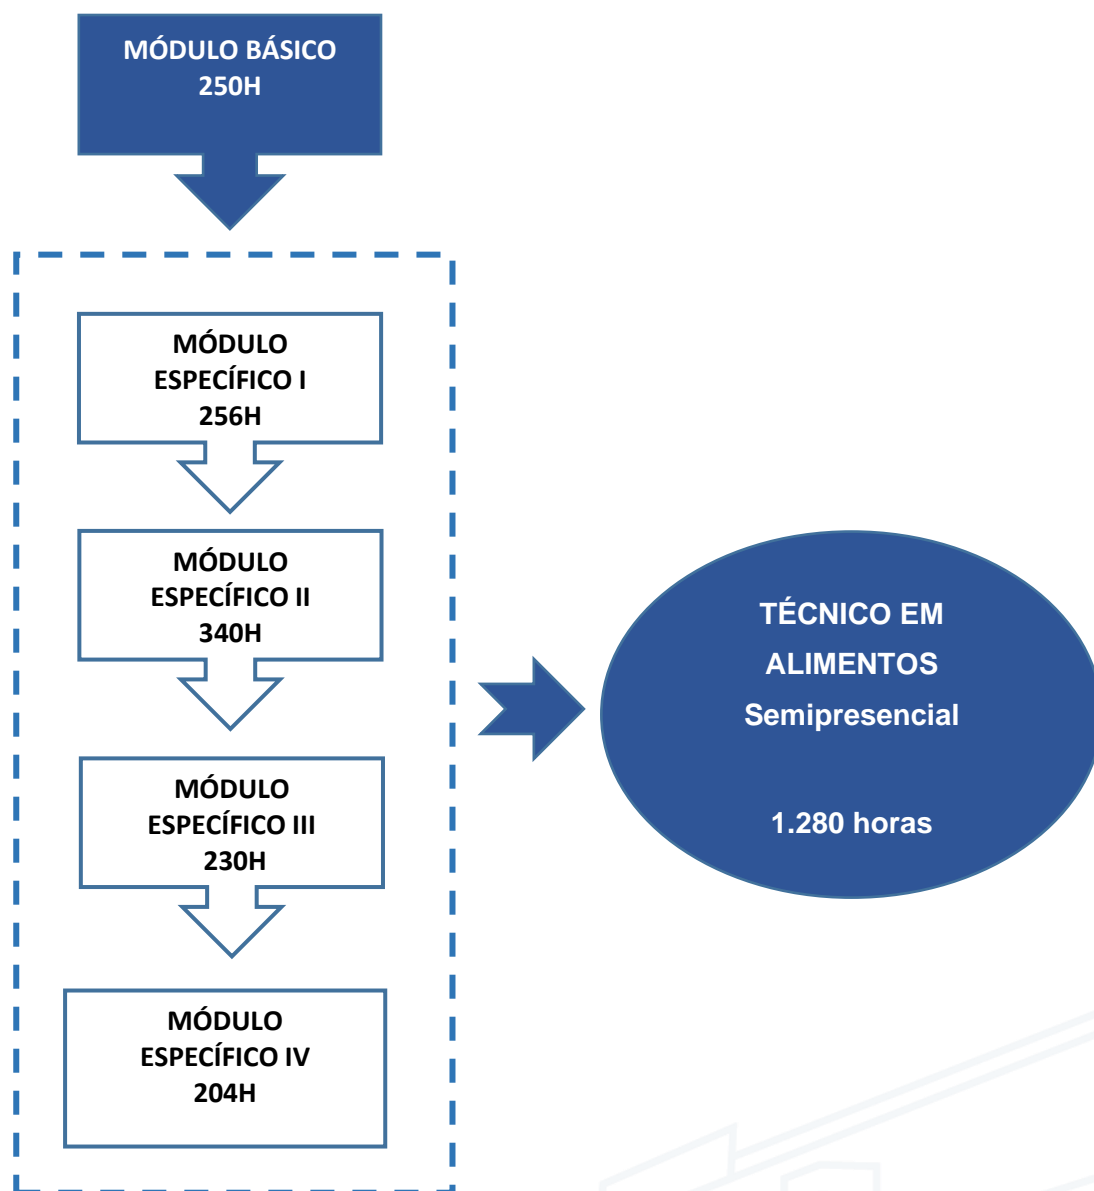 MÓDULO BÁSICO
250H
MÓDULO
ESPECÍFICO I
256H
MÓDULO
ESPECÍFICO II
340H
MÓDULO
ESPECÍFICO III
230H
MÓDULO
ESPECÍFICO IV
204H
TÉCNICO EM
ALIMENTOS
Semipresencial
1.280 horas